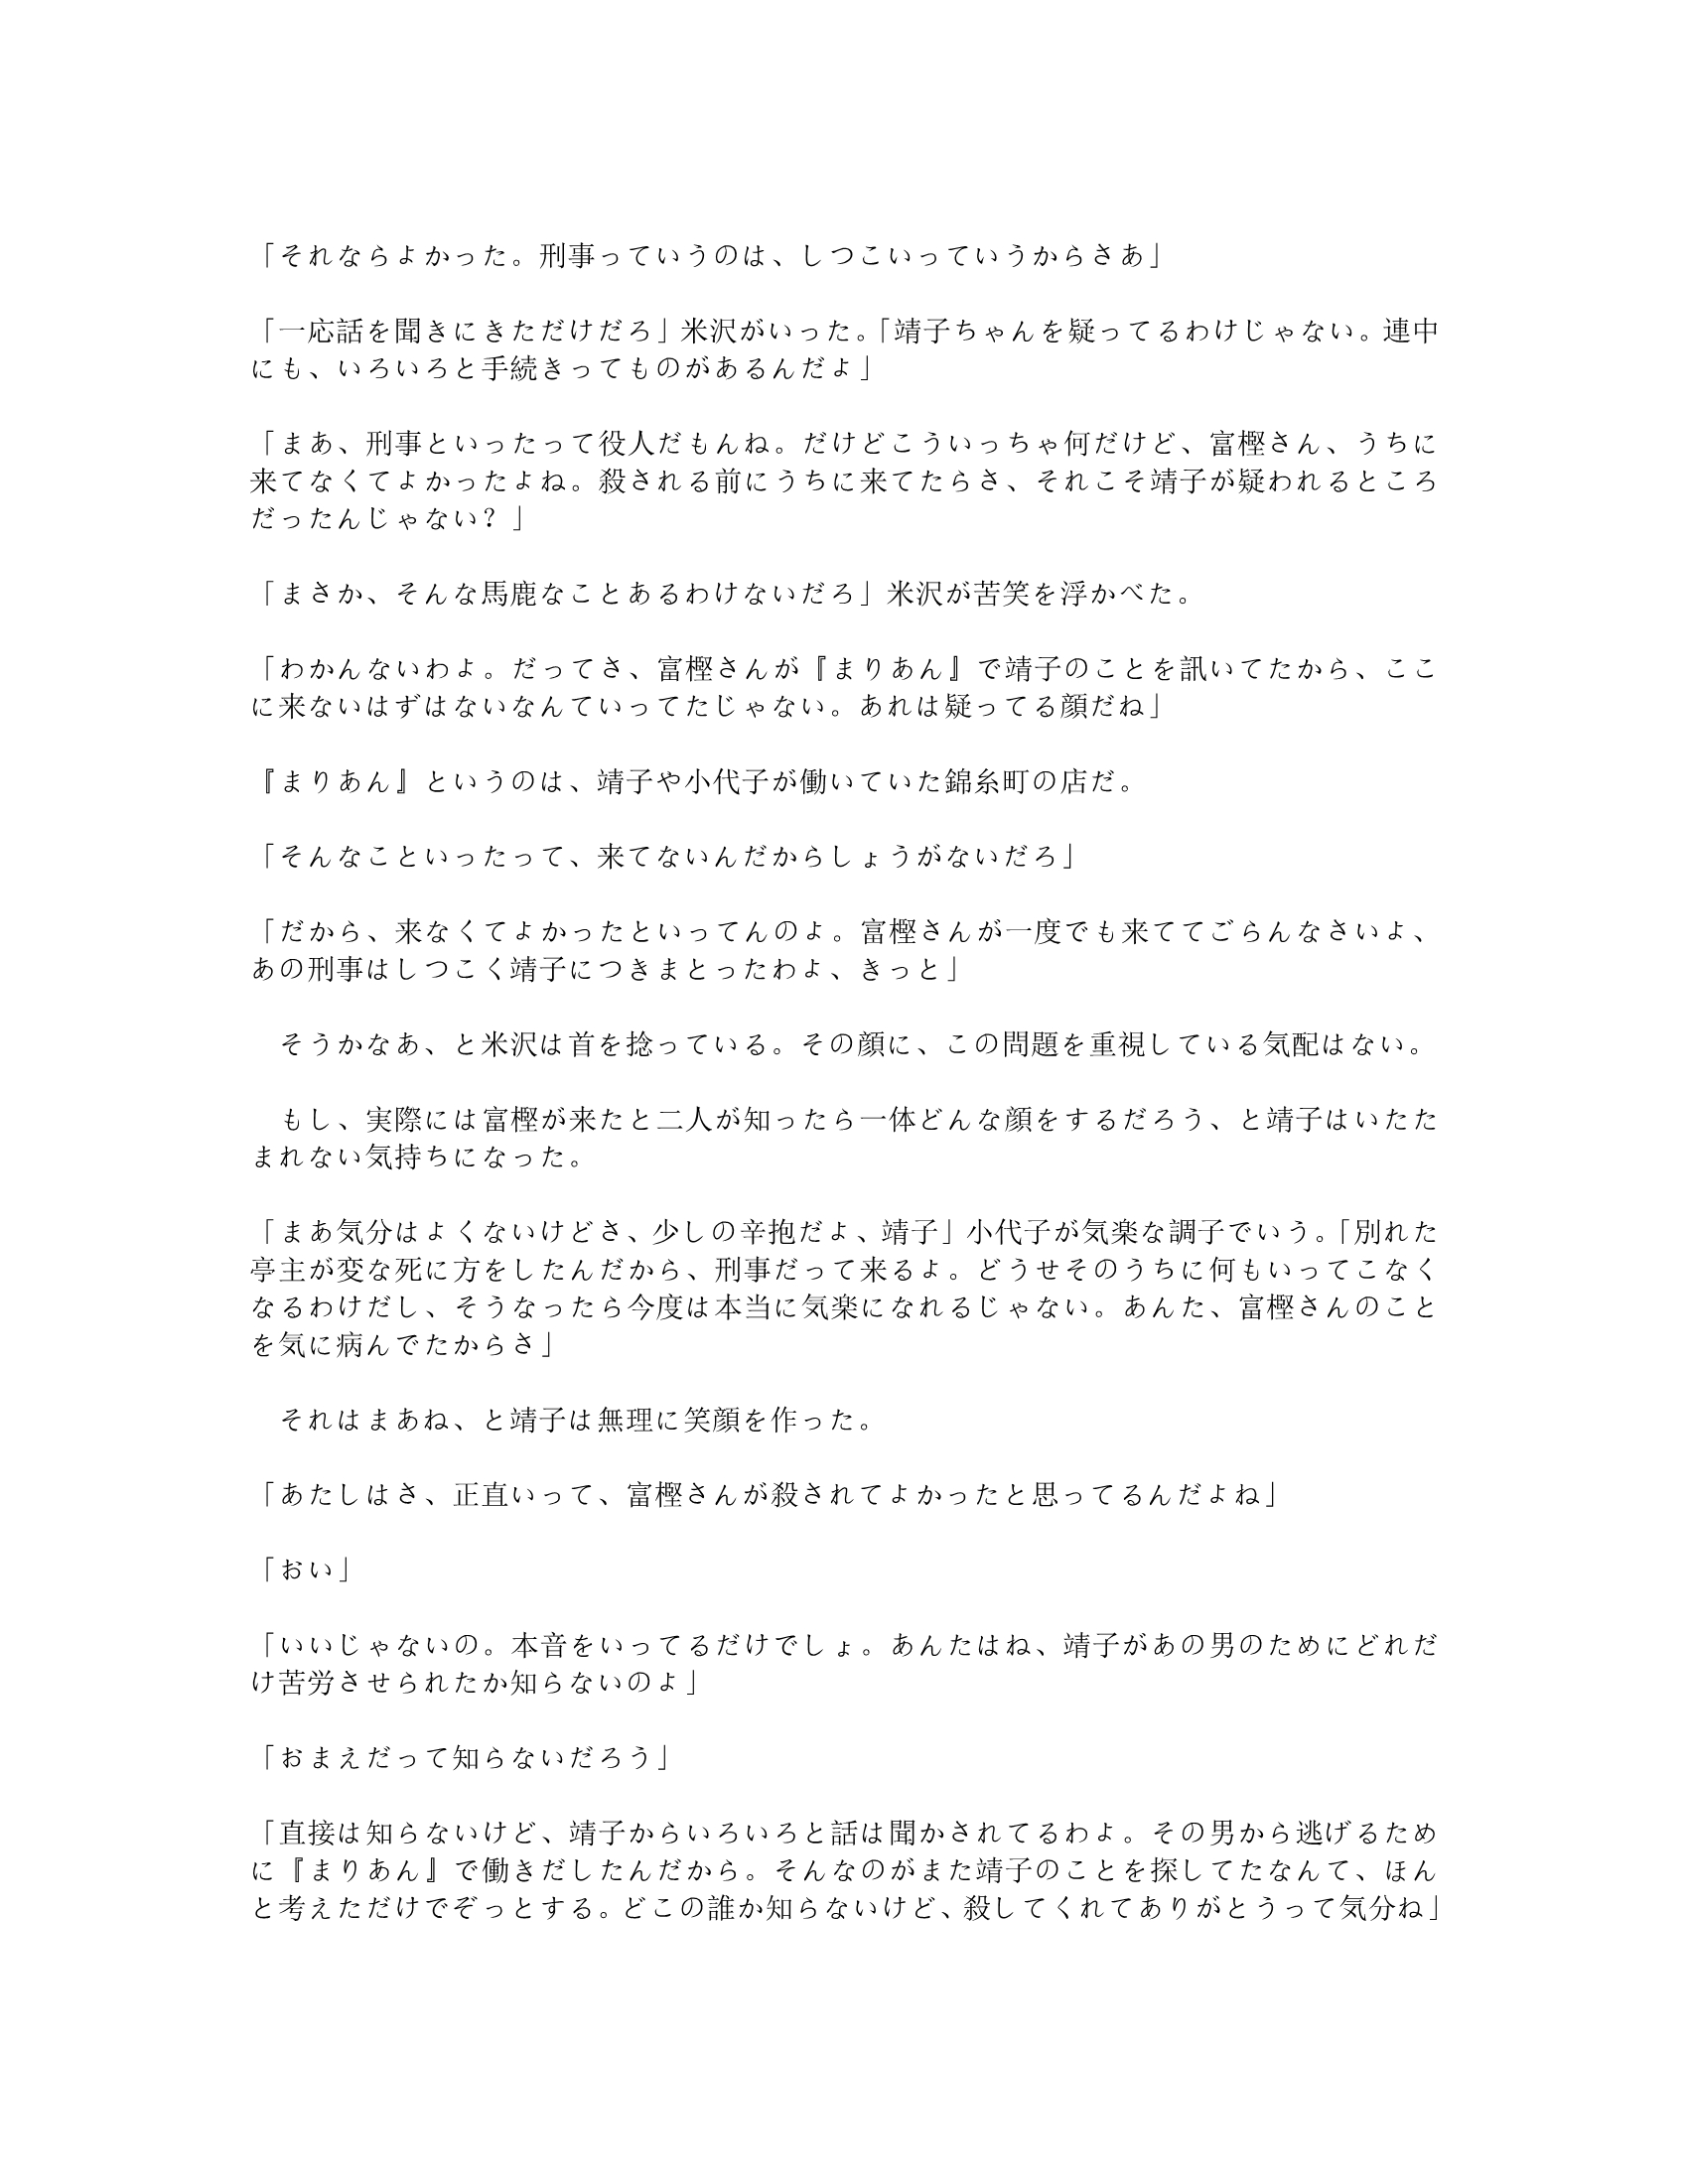 「それならよかった。刑事っていうのは、しつこいっていうからさあ」
「一応話を聞きにきただけだろ」米沢がいった。「靖子ちゃんを疑ってるわけじゃない。連中
にも、いろいろと手続きってものがあるんだよ」
「まあ、刑事といったって役人だもんね。だけどこういっちゃ何だけど、富樫さん、うちに
来てなくてよかったよね。殺される前にうちに来てたらさ、それこそ靖子が疑われるところ
だったんじゃない？」
「まさか、そんな馬鹿なことあるわけないだろ」米沢が苦笑を浮かべた。
「わかんないわよ。だってさ、富樫さんが『まりあん』で靖子のことを訊いてたから、ここ
に来ないはずはないなんていってたじゃない。あれは疑ってる顔だね」
『まりあん』というのは、靖子や小代子が働いていた錦糸町の店だ。
「そんなこといったって、来てないんだからしょうがないだろ」
「だから、来なくてよかったといってんのよ。富樫さんが一度でも来ててごらんなさいよ、
あの刑事はしつこく靖子につきまとったわよ、きっと」
　そうかなあ、と米沢は首を捻っている。その顔に、この問題を重視している気配はない。
　もし、実際には富樫が来たと二人が知ったら一体どんな顔をするだろう、と靖子はいたた
まれない気持ちになった。
「まあ気分はよくないけどさ、少しの辛抱だよ、靖子」小代子が気楽な調子でいう。「別れた
亭主が変な死に方をしたんだから、刑事だって来るよ。どうせそのうちに何もいってこなく
なるわけだし、そうなったら今度は本当に気楽になれるじゃない。あんた、富樫さんのこと
を気に病んでたからさ」
　それはまあね、と靖子は無理に笑顔を作った。
「あたしはさ、正直いって、富樫さんが殺されてよかったと思ってるんだよね」
「おい」
「いいじゃないの。本音をいってるだけでしょ。あんたはね、靖子があの男のためにどれだ
け苦労させられたか知らないのよ」
「おまえだって知らないだろう」
「直接は知らないけど、靖子からいろいろと話は聞かされてるわよ。その男から逃げるため
に『まりあん』で働きだしたんだから。そんなのがまた靖子のことを探してたなんて、ほん
と考えただけでぞっとする。どこの誰か知らないけど、殺してくれてありがとうって気分ね」